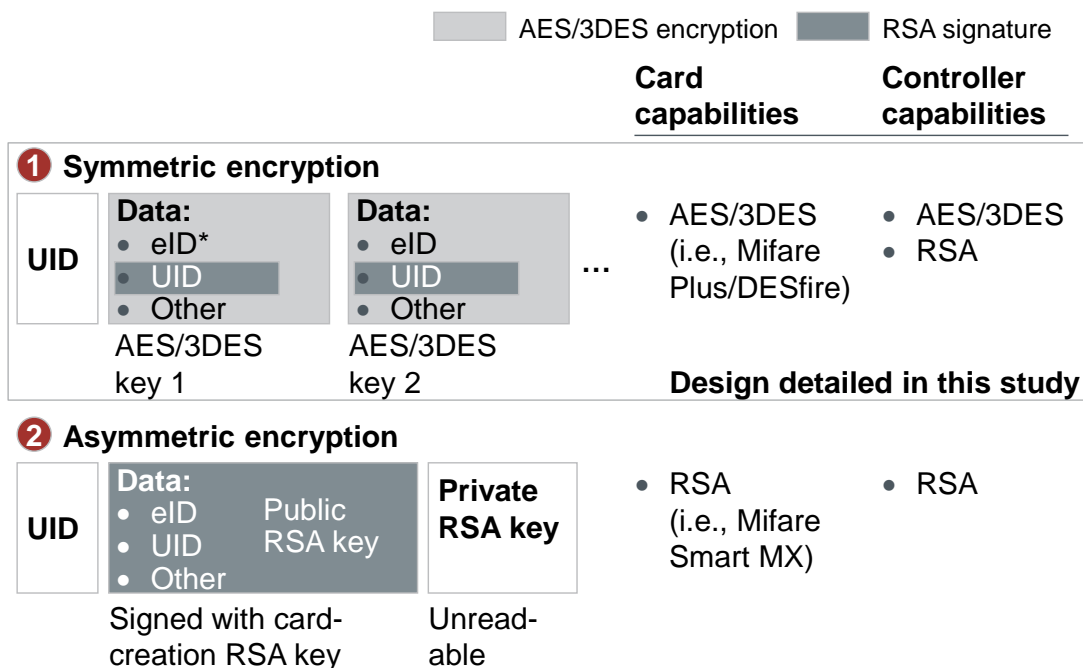 AES/3DES encryption
RSA signature
Card
capabilities
Controller
capabilities
1 Symmetric encryption
UID
Data:
• eID*
• UID
• Other
AES/3DES
key 1
Data:
• eID
• UID
• Other
AES/3DES
key 2
...
• AES/3DES
(i.e., Mifare
Plus/DESfire)
• AES/3DES
• RSA
Design detailed in this study
2 Asymmetric encryption
UID
Data:
• eID
• UID
• Other
Public
RSA key
Signed with card-
creation RSA key
Private
RSA key
Unread-
able
• RSA
(i.e., Mifare
Smart MX)
• RSA